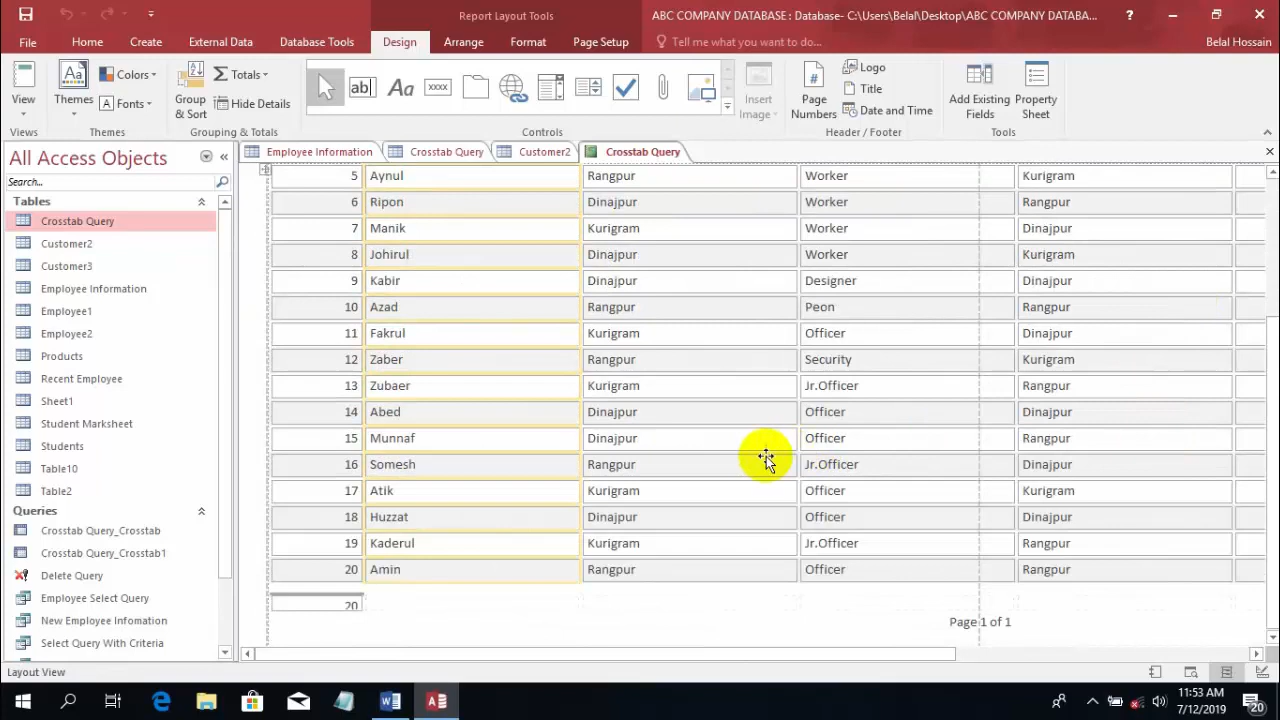 Report Layout Tools
ABC COMPANY DATABASE : Database- C:\Users\Belal\Desktop\ABC COMPANY DATABA...
?
File Home Create External Data Database Tools Design Arrange Format Page Setup Tell me what you want to do... Belal Hossain
View
Views
Aa
Themes
Colors
Fonts
Themes
Group & Sort
Totals
Hide Details
Grouping & Totals
ab|
Aa
xxxx
Controls
Insert Image
Page Numbers
Logo
Title
Date and Time
Header / Footer
Add Existing Fields
Property Sheet
Tools
All Access Objects
Search...
Tables
Crosstab Query
Customer2
Customer3
Employee Information
Employee1
Employee2
Products
Recent Employee
Sheet1
Student Marksheet
Students
Table10
Table2
Queries
Crosstab Query_Crosstab
Crosstab Query_Crosstab1
Delete Query
Employee Select Query
New Employee Infomation
Select Query With Criteria
Employee Information Crosstab Query Customer2 Crosstab Query
5 Aynul Rangpur Worker Kurigram
6 Ripon Dinajpur Worker Rangpur
7 Manik Kurigram Worker Dinajpur
8 Johirul Dinajpur Worker Kurigram
9 Kabir Dinajpur Designer Dinajpur
10 Azad Rangpur Peon Rangpur
11 Fakrul Kurigram Officer Dinajpur
12 Zaber Rangpur Security Kurigram
13 Zubaer Kurigram Jr.Officer Rangpur
14 Abed Dinajpur Officer Dinajpur
15 Munnaf Dinajpur Officer Rangpur
16 Somesh Rangpur Jr.Officer Dinajpur
17 Atik Kurigram Officer Kurigram
18 Huzzat Dinajpur Officer Dinajpur
19 Kaderul Kurigram Jr.Officer Rangpur
20 Amin Rangpur Officer Rangpur
20
Page 1 of 1
Layout View
11:53 AM
7/12/2019
20